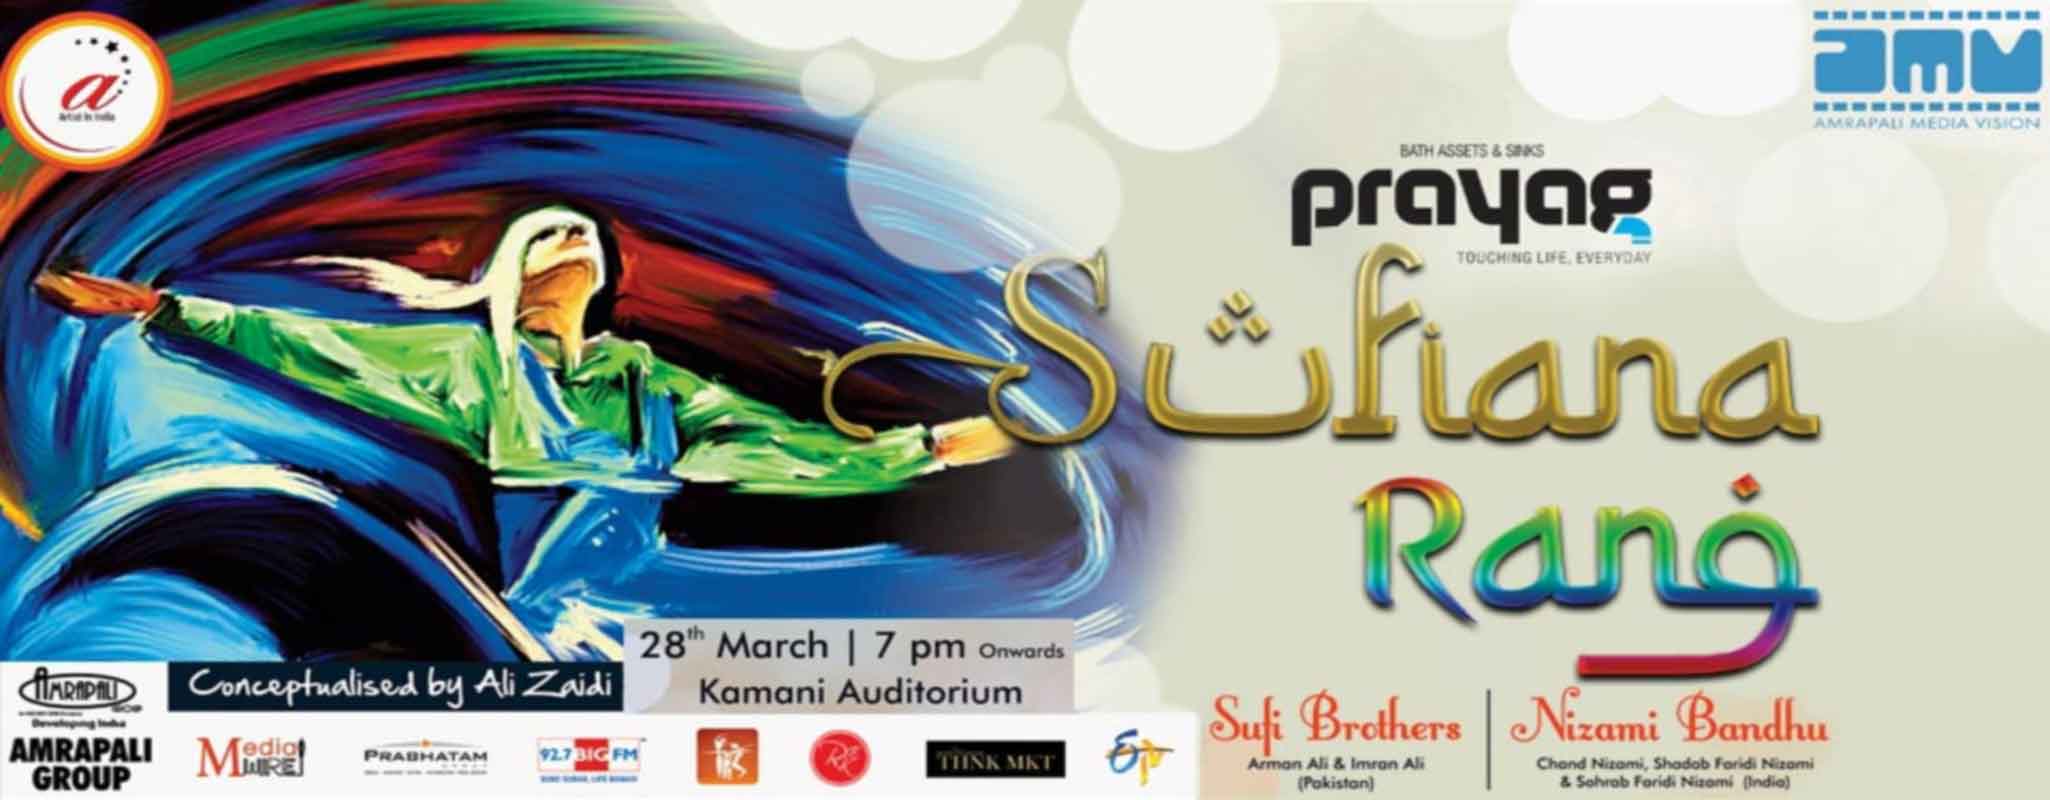 a
Artist In India
amv
AMRAPALI MEDIA VISION
BATH ASSETS & SINKS
prayag
TOUCHING LIFE, EVERYDAY
Sufiana
Rang
28th March | 7 pm Onwards
Kamani Auditorium
Conceptualised by Ali Zaidi
AMRAPALI
Developing India
AMRAPALI
GROUP
Media
WIRE
PRABHATAM
92.7 BIG FM
THINK MKT
Sufi Brothers
Arman Ali & Imran Ali
(Pakistan)
Nizami Bandhu
Chand Nizami, Shadab Faridi Nizami
& Sohrab Faridi Nizami (India)